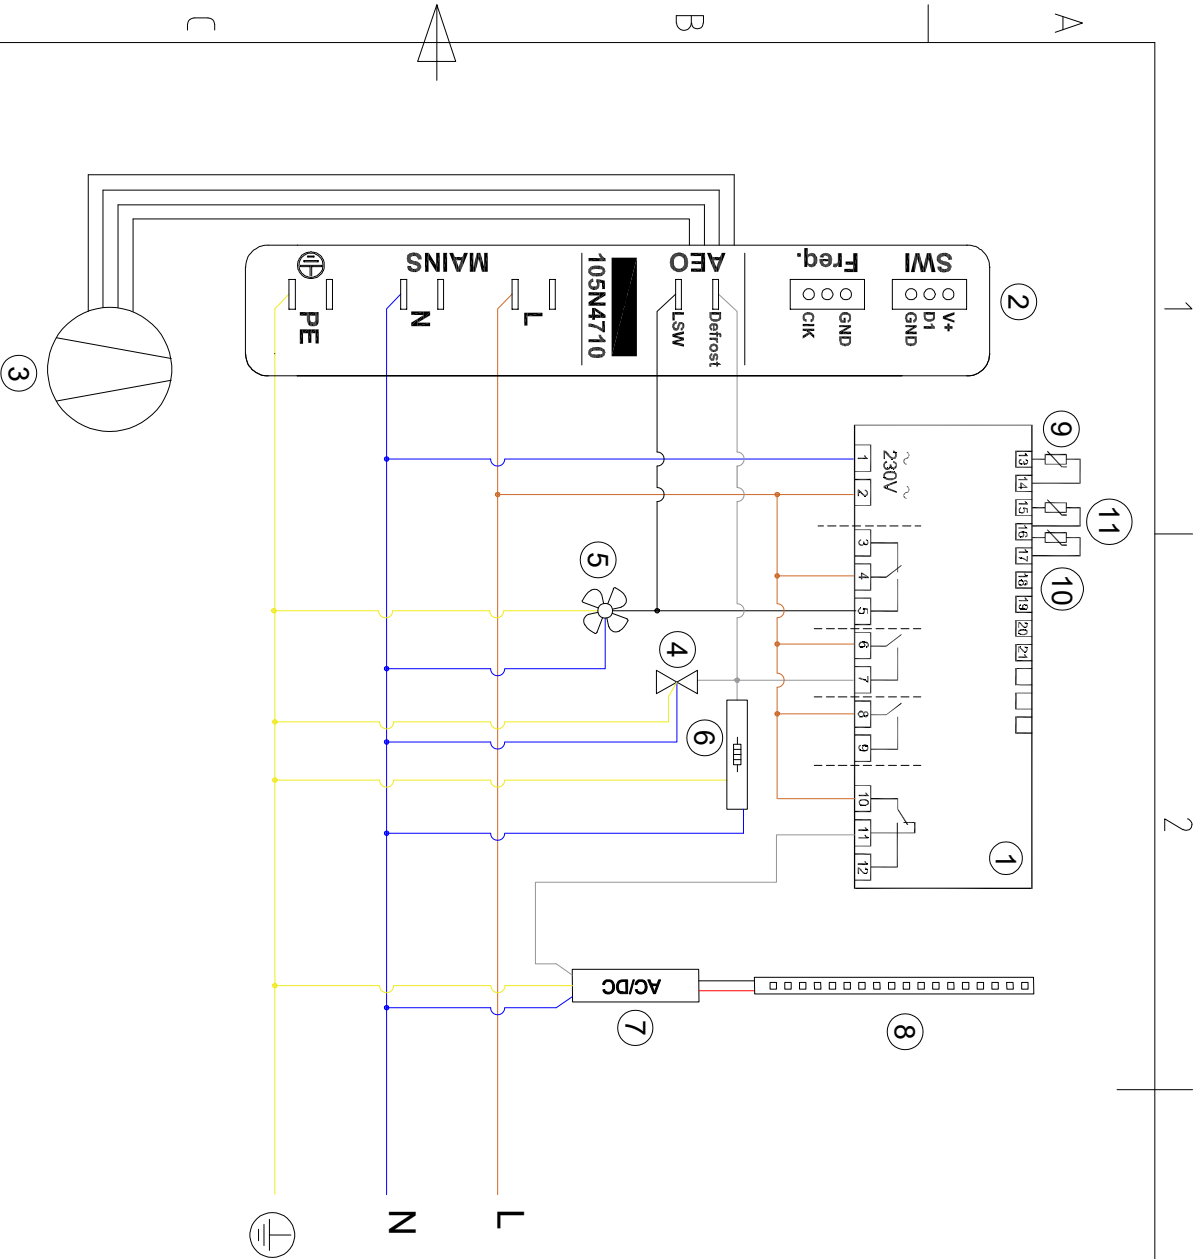 A
B
C
1
2
SWI
V+
D1
GND
Freq.
GND
ClK
AEO
Defrost
LSW
105N4710
MAINS
L
N
PE
2
3
9
11
10
13
14
15
16
17
18
19
20
21
230V
~ ~
1
2
3
4
5
6
7
8
9
10
11
12
1
5
4
6
AC/DC
7
8
L
N